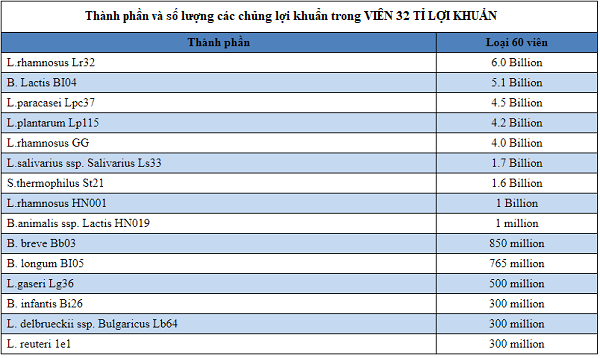 Thành phần và số lượng các chủng lợi khuẩn trong VIÊN 32 TỈ LỢI KHUẨN
Thành phần Loại 60 viên
L.rhamnosus Lr32 6.0 Billion
B. Lactis BI04 5.1 Billion
L.paracasei Lpc37 4.5 Billion
L.plantarum Lp115 4.2 Billion
L.rhamnosus GG 4.0 Billion
L.salivarius ssp. Salivarius Ls33 1.7 Billion
S.thermophilus St21 1.6 Billion
L.rhamnosus HN001 1 Billion
B.animalis ssp. Lactis HN019 1 million
B. breve Bb03 850 million
B. longum BI05 765 million
L.gaseri Lg36 500 million
B. infantis Bi26 300 million
L. delbrueckii ssp. Bulgaricus Lb64 300 million
L. reuteri 1e1 300 million